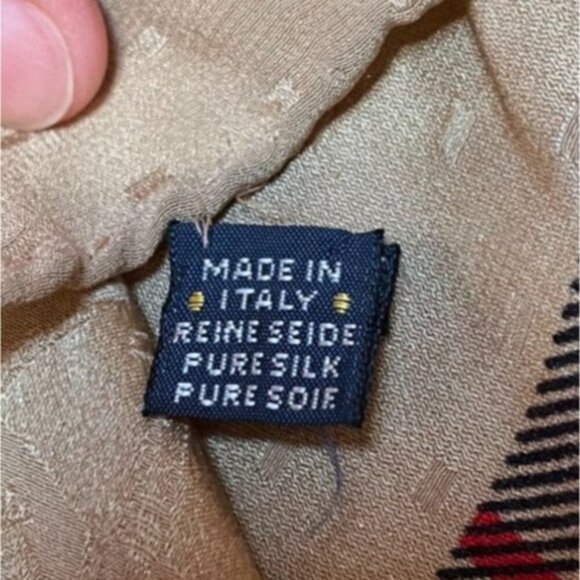 MADE IN
ITALY
REINE SEIDE
PURE SILK
PURE SOIE